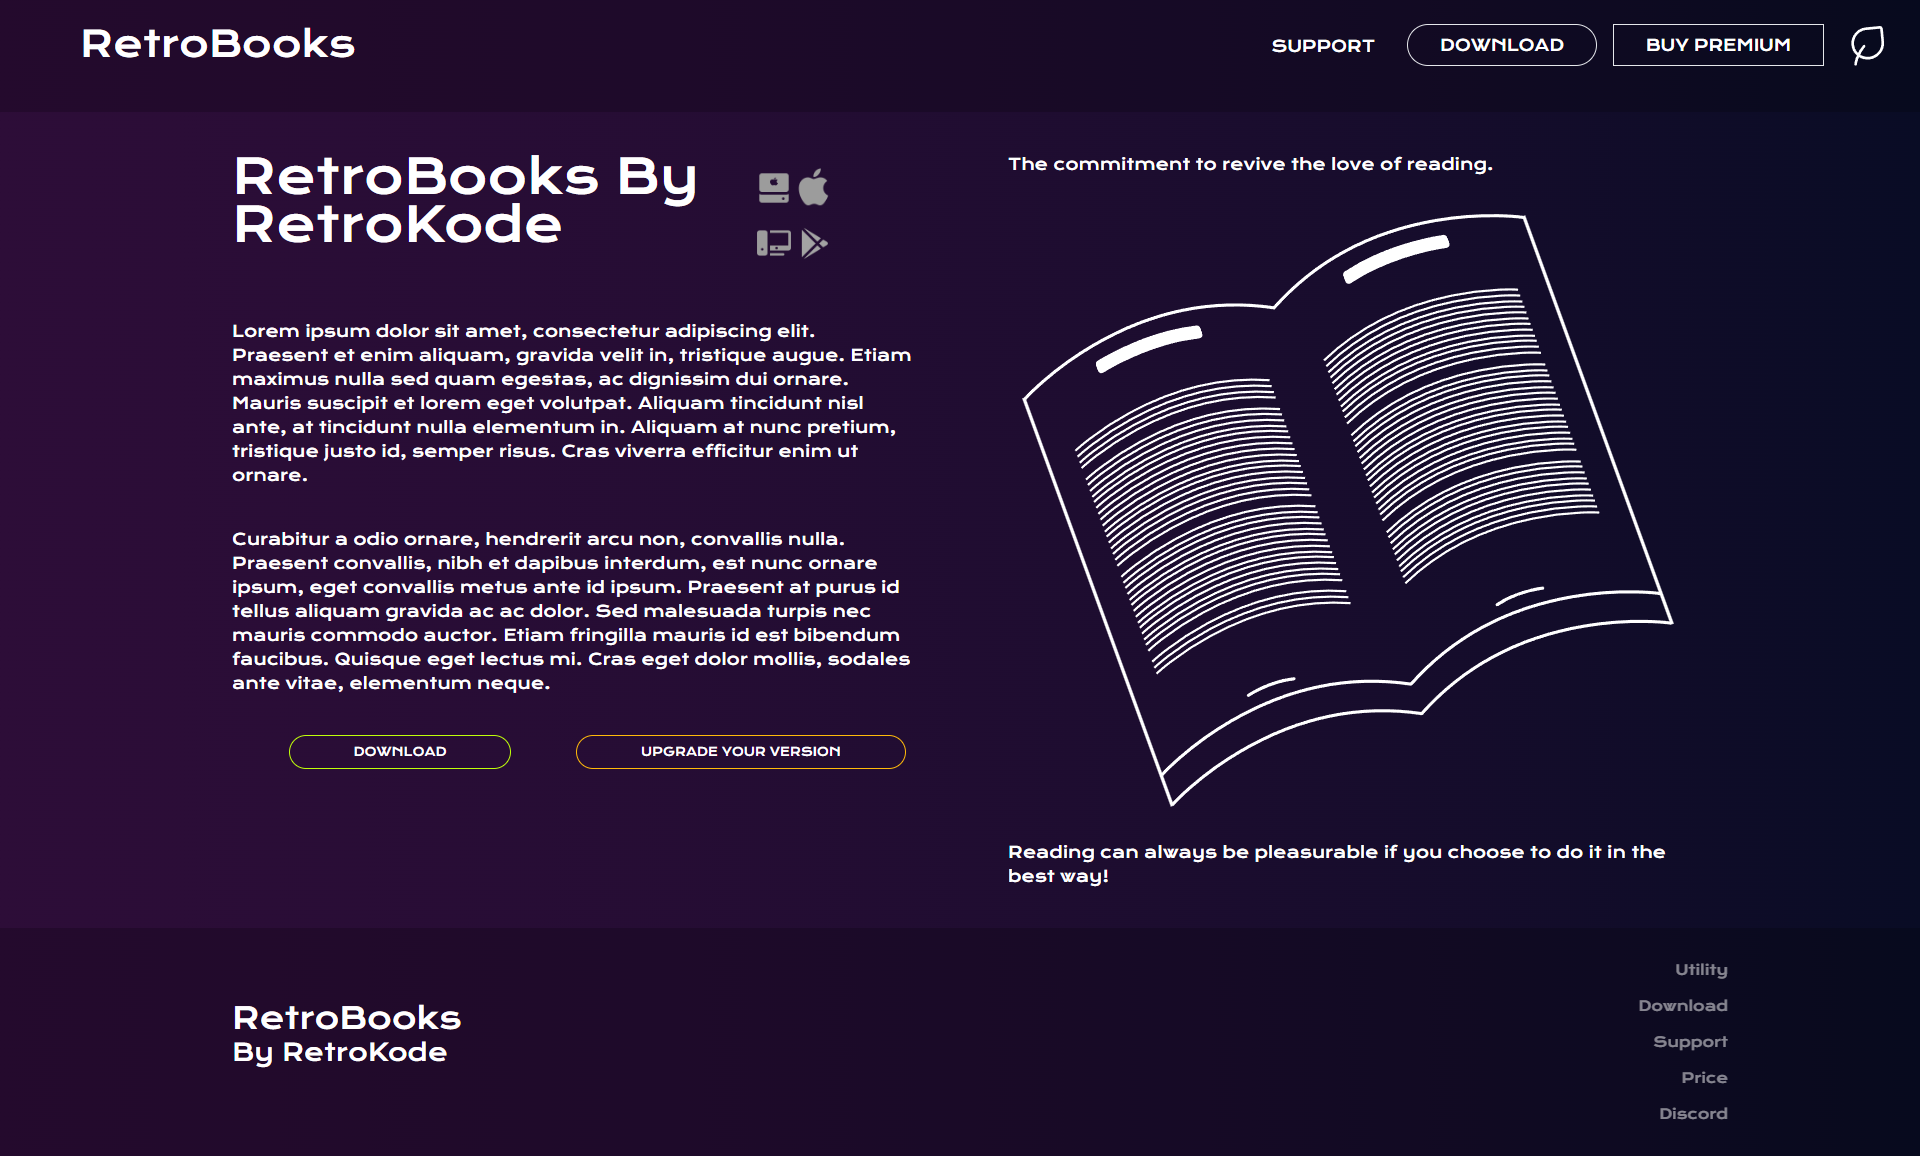 RetroBooks
SUPPORT
DOWNLOAD
BUY PREMIUM
RetroBooks By
RetroKode
Lorem ipsum dolor sit amet, consectetur adipiscing elit.
Praesent et enim aliquam, gravida velit in, tristique augue. Etiam
maximus nulla sed quam egestas, ac dignissim dui ornare.
Mauris suscipit et lorem eget volutpat. Aliquam tincidunt nisl
ante, at tincidunt nulla elementum in. Aliquam at nunc pretium,
tristique justo id, semper risus. Cras viverra efficitur enim ut
ornare.
Curabitur a odio ornare, hendrerit arcu non, convallis nulla.
Praesent convallis, nibh et dapibus interdum, est nunc ornare
ipsum, eget convallis metus ante id ipsum. Praesent at purus id
tellus aliquam gravida ac ac dolor. Sed malesuada turpis nec
mauris commodo auctor. Etiam fringilla mauris id est bibendum
faucibus. Quisque eget lectus mi. Cras eget dolor mollis, sodales
ante vitae, elementum neque.
DOWNLOAD
UPGRADE YOUR VERSION
The commitment to revive the love of reading.
Reading can always be pleasurable if you choose to do it in the
best way!
RetroBooks
By RetroKode
Utility
Download
Support
Price
Discord